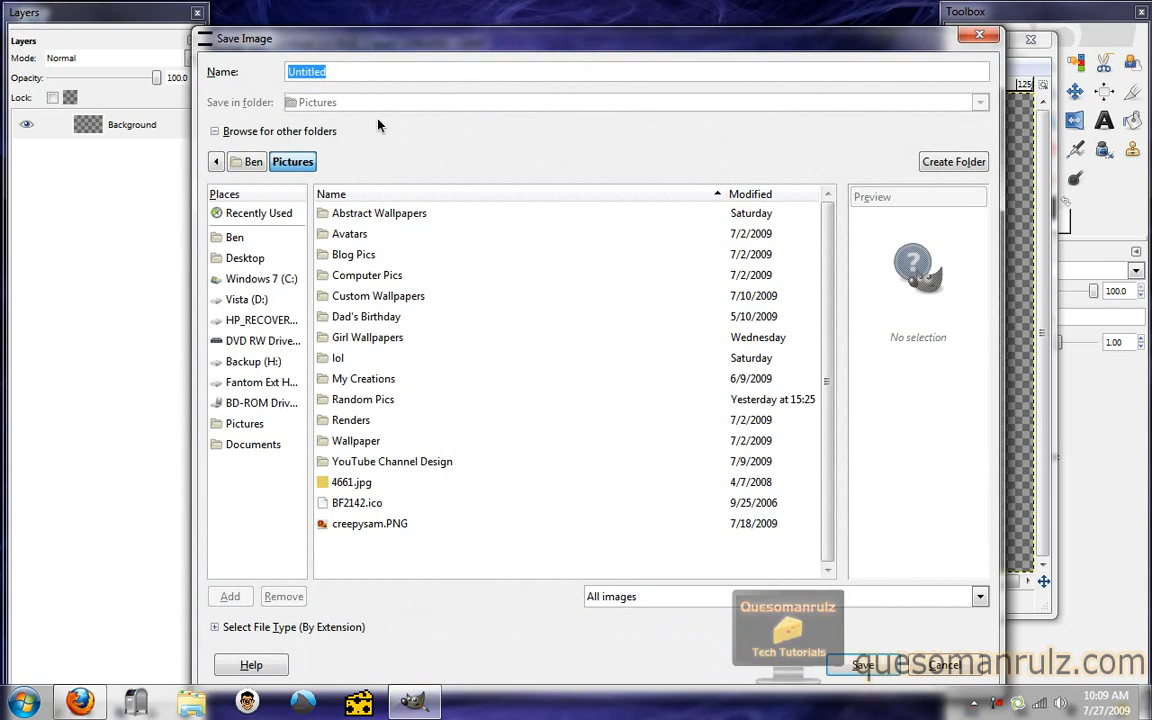 Layers
Toolbox
Save Image
Layers
Mode: Normal
Opacity: 100.0
Lock:
Background
Name: Untitled
Save in folder: Pictures
Browse for other folders
Ben Pictures Create Folder
Places
Recently Used
Ben
Desktop
Windows 7 (C:)
Vista (D:)
HP_RECOVER...
DVD RW Drive...
Backup (H:)
Fantom Ext H...
BD-ROM Driv...
Pictures
Documents
Name Modified
Abstract Wallpapers Saturday
Avatars 7/2/2009
Blog Pics 7/2/2009
Computer Pics 7/2/2009
Custom Wallpapers 7/10/2009
Dad's Birthday 5/10/2009
Girl Wallpapers Wednesday
lol Saturday
My Creations 6/9/2009
Random Pics Yesterday at 15:25
Renders 7/2/2009
Wallpaper 7/2/2009
YouTube Channel Design 7/9/2009
4661.jpg 4/7/2008
BF2142.ico 9/25/2006
creepysam.PNG 7/18/2009
Preview
No selection
125
A
100.0
1.00
Add Remove
All images
Select File Type (By Extension)
Help Save Cancel
Quesomanrulz
Tech Tutorials
quesomanrulz.com
10:09 AM
7/27/2009